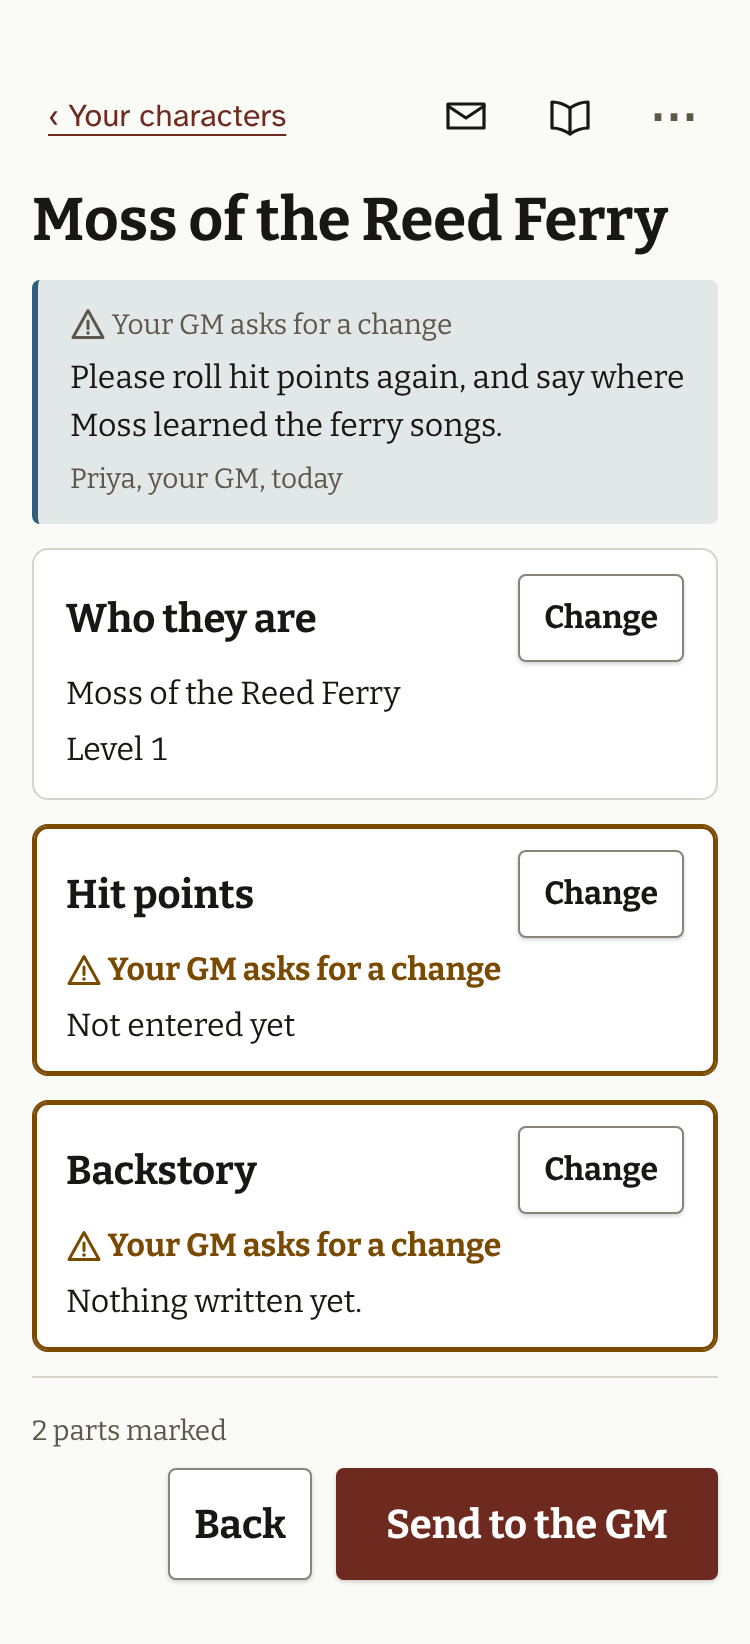 ‹ Your characters
Moss of the Reed Ferry
Your GM asks for a change
Please roll hit points again, and say where
Moss learned the ferry songs.
Priya, your GM, today
Who they are
Change
Moss of the Reed Ferry
Level 1
Hit points
Change
Your GM asks for a change
Not entered yet
Backstory
Change
Your GM asks for a change
Nothing written yet.
2 parts marked
Back
Send to the GM